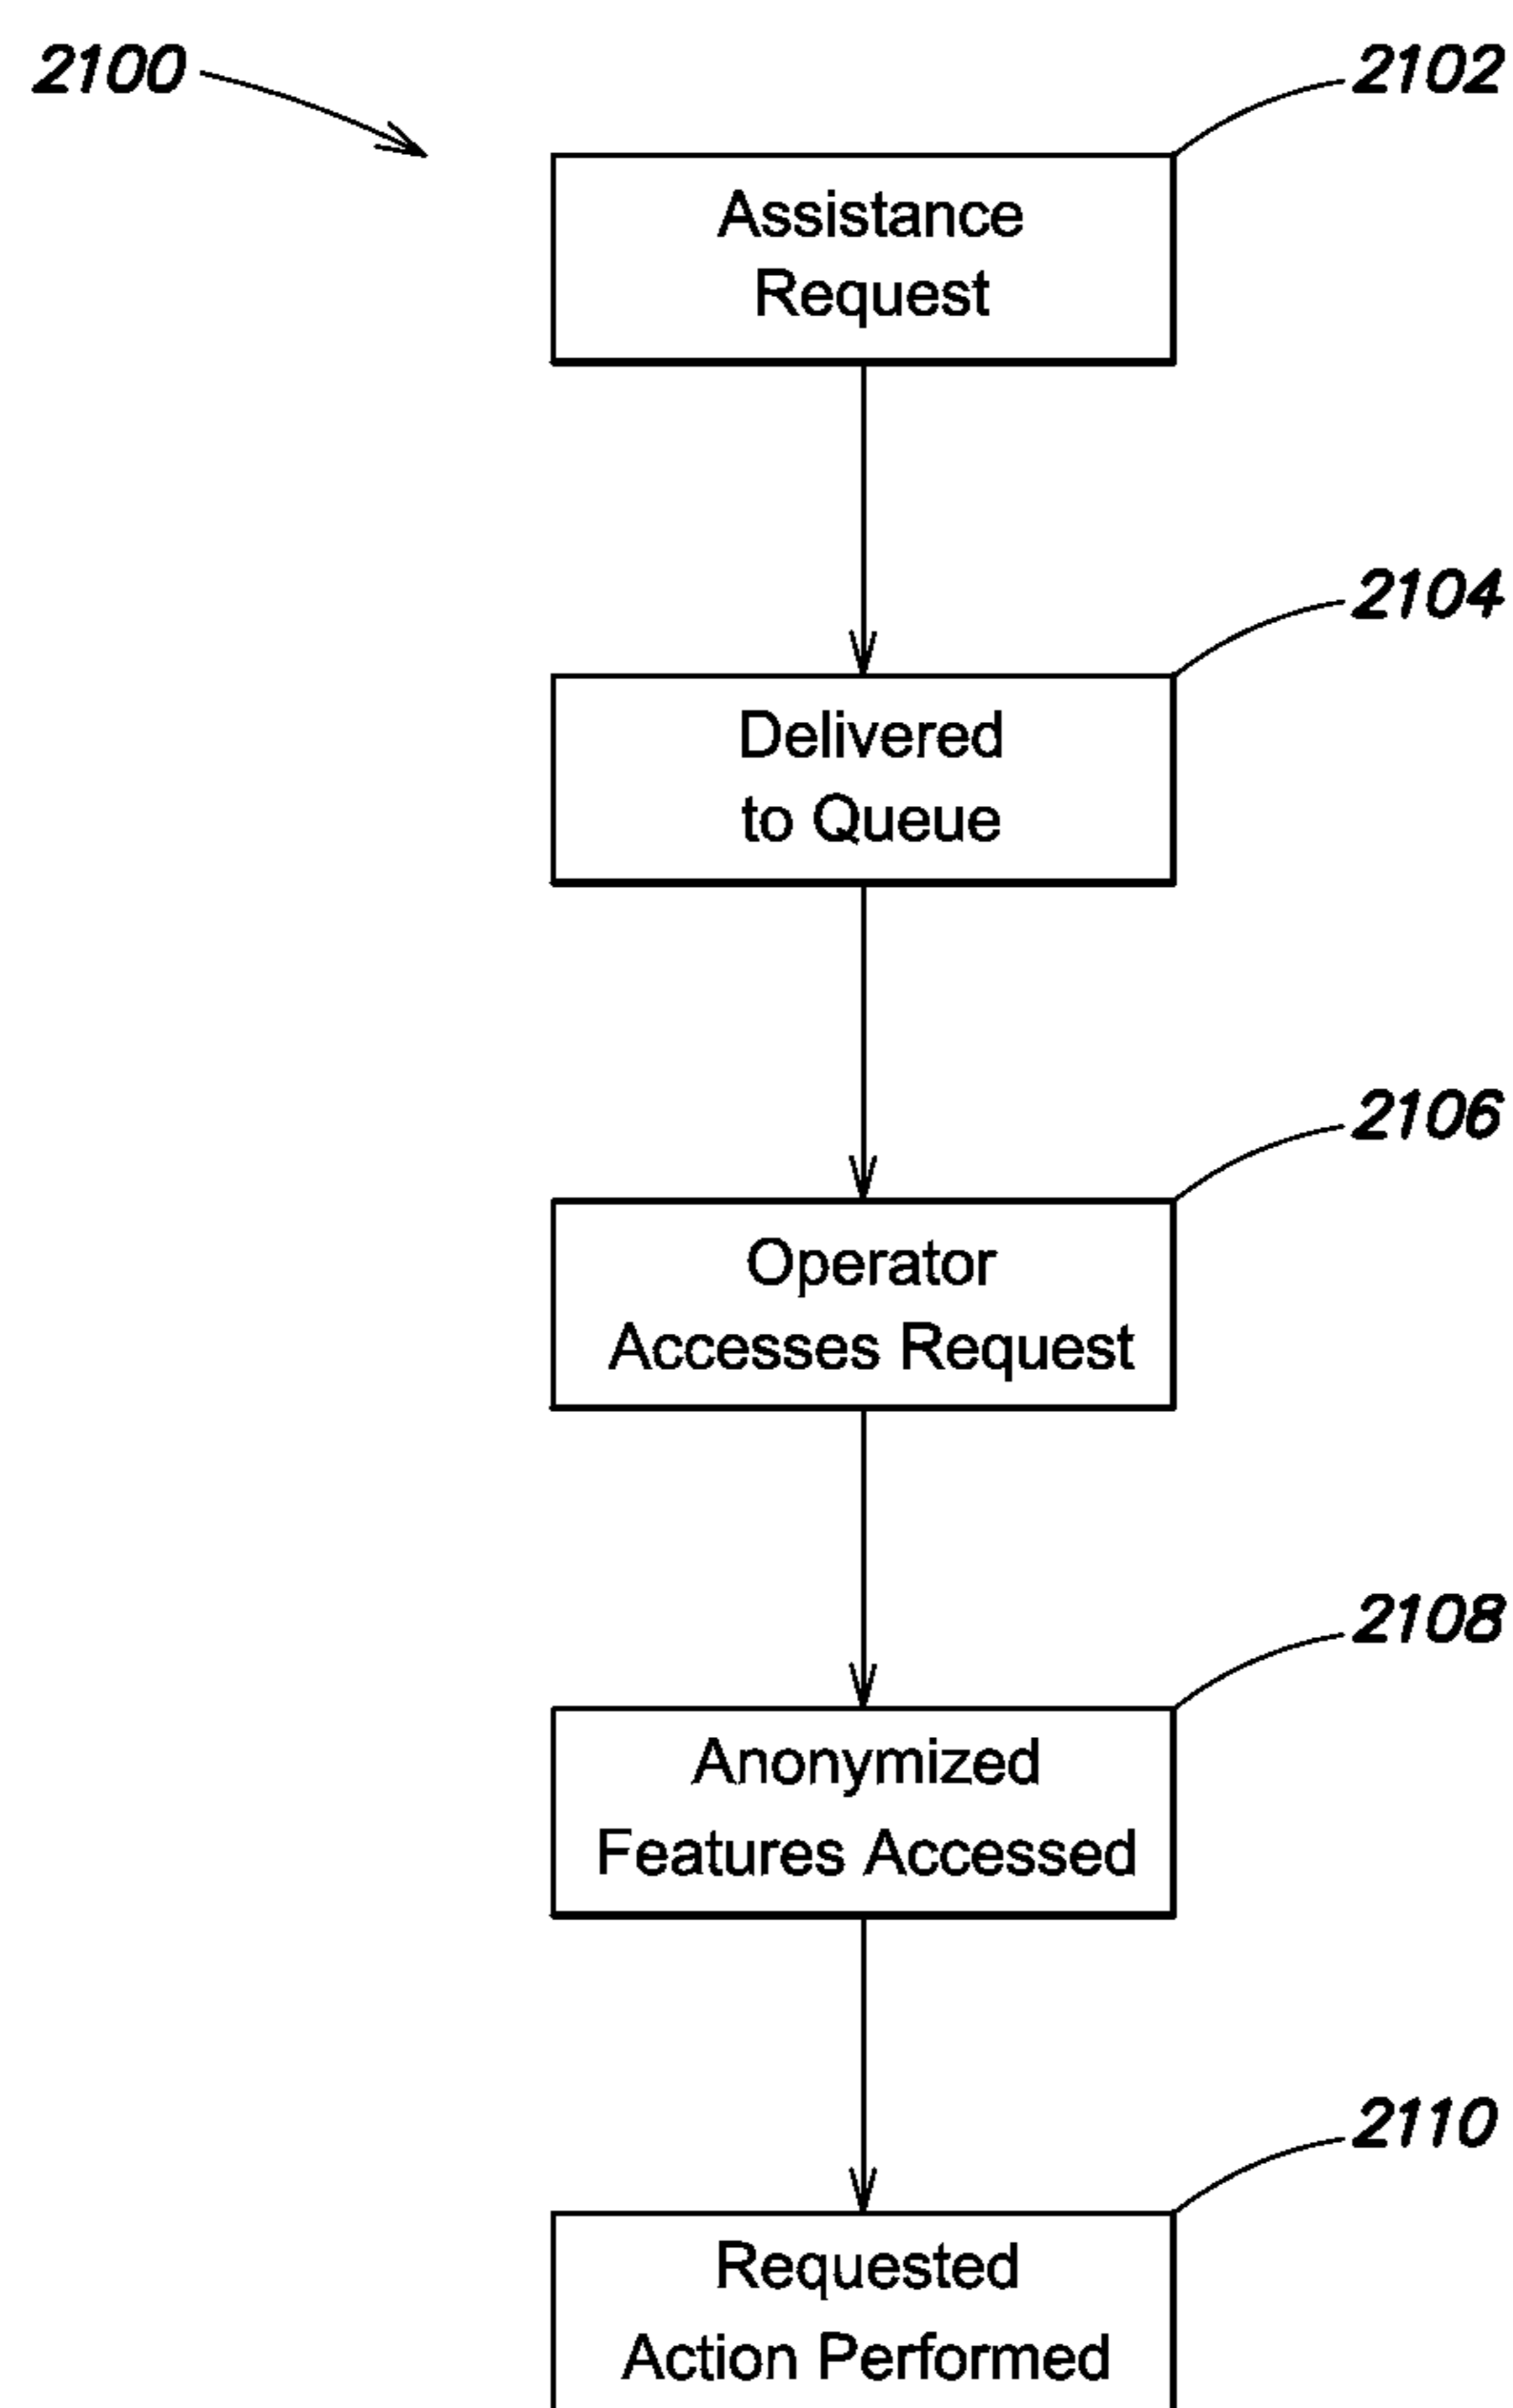 2100
2102
Assistance
Request
2104
Delivered
to Queue
2106
Operator
Accesses Request
2108
Anonymized
Features Accessed
2110
Requested
Action Performed